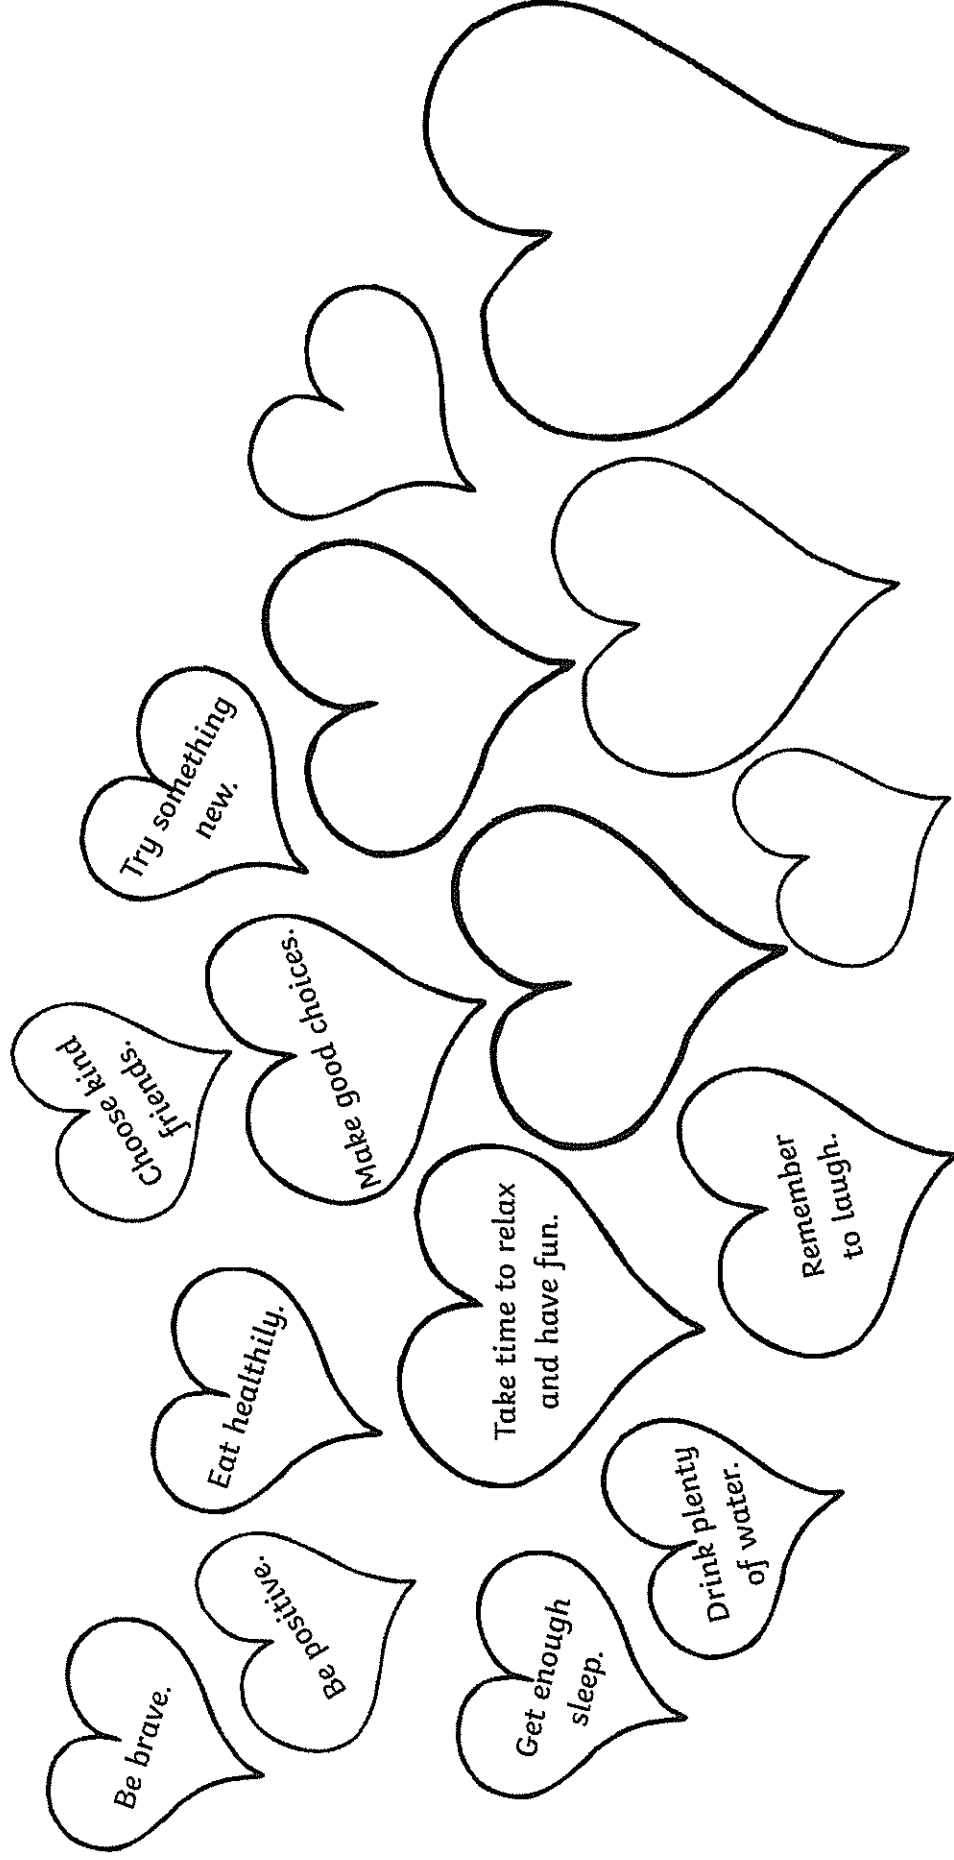 Be brave.
Be positive.
Eat healthily.
Choose kind
friends.
Make good choices.
Try something
new.
Get enough
sleep.
Drink plenty
of water.
Take time to relax
and have fun.
Remember
to laugh.